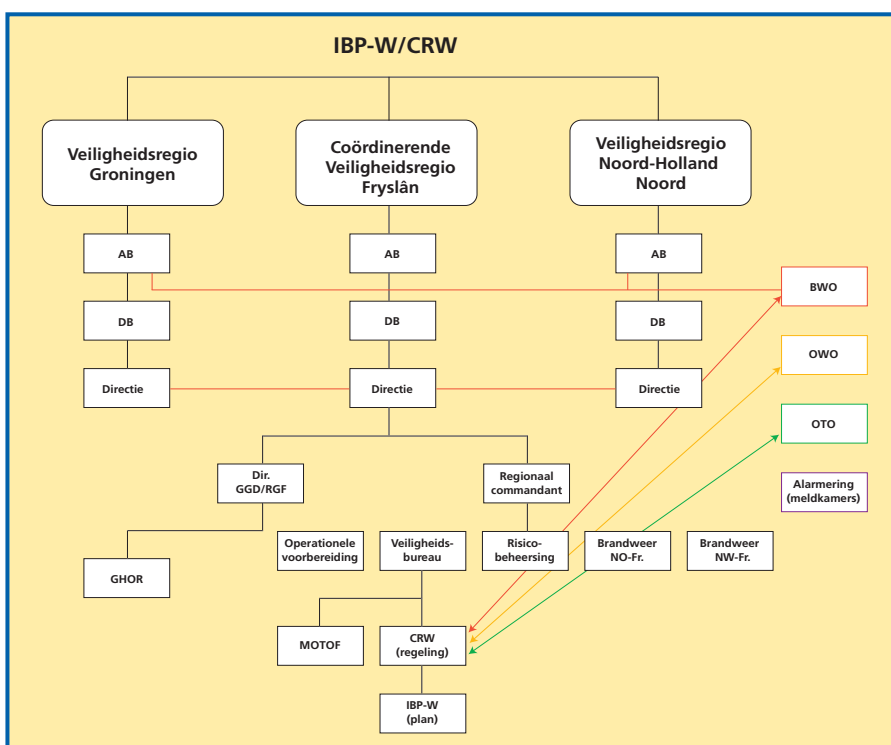 IBP-W/CRW
Veiligheidsregio
Groningen
Coördinerende
Veiligheidsregio
Fryslân
Veiligheidsregio
Noord-Holland
Noord
AB
AB
AB
BWO
DB
DB
DB
OWO
Directie
Directie
Directie
OTO
Dir.
GGD/RGF
Regionaal
commandant
Alarmering
(meldkamers)
Operationele
voorbereiding
Veiligheids-
bureau
Risico-
beheersing
Brandweer
NO-Fr.
Brandweer
NW-Fr.
GHOR
MOTOF
CRW
(regeling)
IBP-W
(plan)